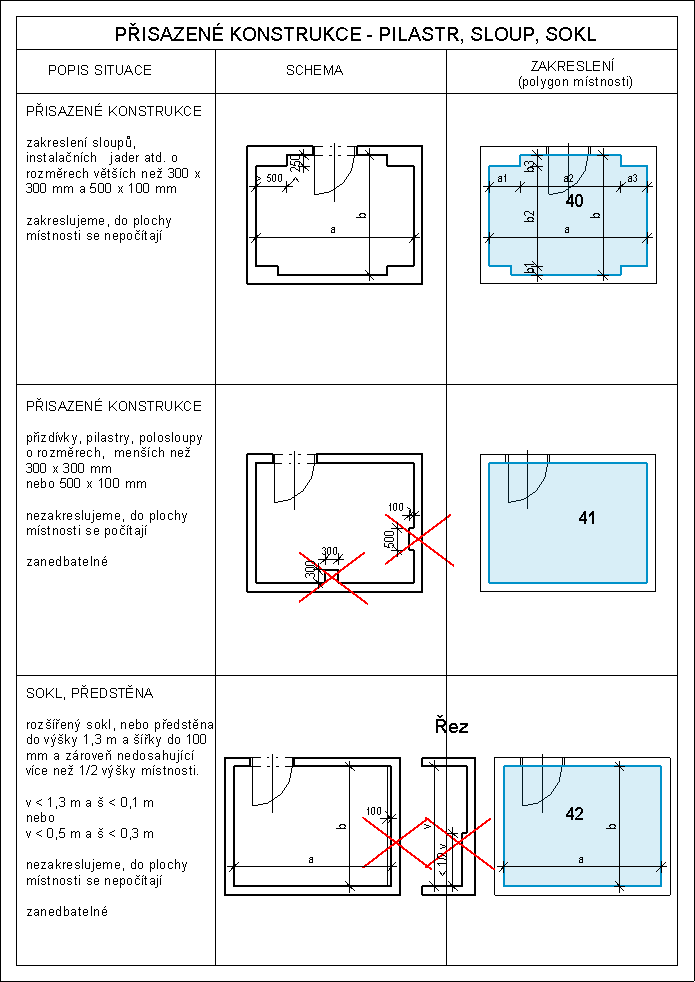 PŘISAZENÉ KONSTRUKCE - PILASTR, SLOUP, SOKL
POPIS SITUACE
SCHEMA
ZAKRESLENÍ
(polygon místnosti)
PŘISAZENÉ KONSTRUKCE
zakreslení sloupů,
instalačních jader atd. o
rozměrech větších než 300 x
300 mm a 500 x 100 mm
zakreslujeme, do plochy
místnosti se nepočítají
> 500
> 250
a
b
a1
a2
a3
b3
b2
b1
40
a
b
PŘISAZENÉ KONSTRUKCE
přizdívky, pilastry, polosloupy
o rozměrech, menších než
300 x 300 mm
nebo 500 x 100 mm
nezakreslujeme, do plochy
místnosti se počítají
zanedbatelné
100
500
300
300
41
SOKL, PŘEDSTĚNA
rozšířený sokl, nebo předstěna
do výšky 1,3 m a šířky do 100
mm a zároveň nedosahující
více než 1/2 výšky místnosti.
v < 1,3 m a š < 0,1 m
nebo
v < 0,5 m a š < 0,3 m
nezakreslujeme, do plochy
místnosti se nepočítají
zanedbatelné
Řez
100
a
b
v
< 1/2 v
42
a
b